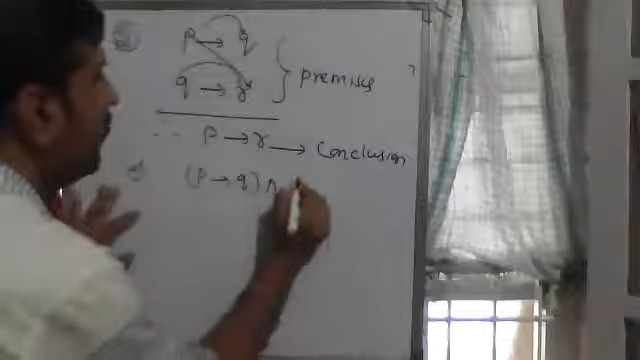 p → q
q → r } premises
∴ p → r → Conclusion
(p → q) ∧